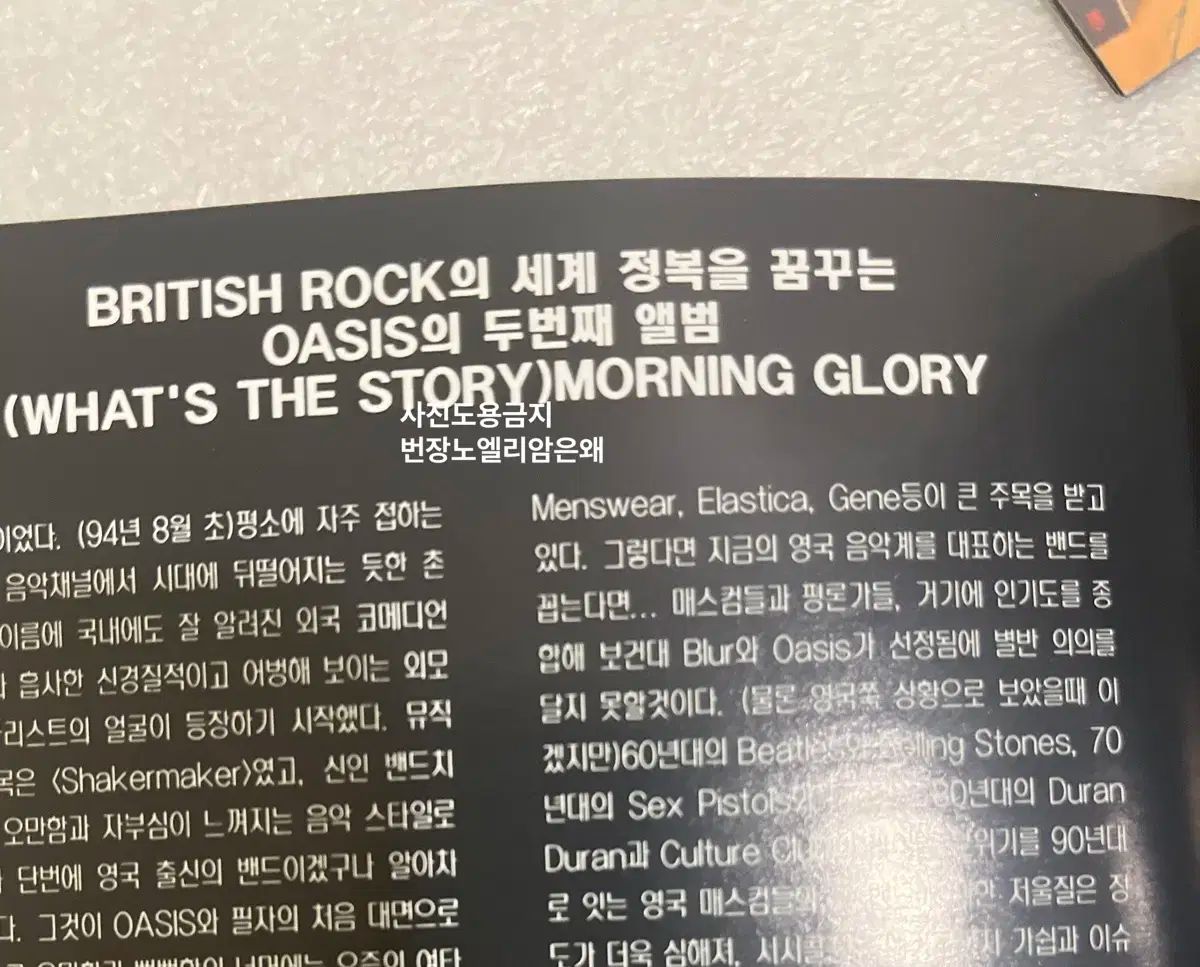 BRITISH ROCK의 세계 정복을 꿈꾸는
OASIS의 두번째 앨범
(WHAT'S THE STORY)MORNING GLORY
사진도용금지
번장노엘리암은왜
이었다. (94년 8월 초)평소에 자주 접하는
음악채널에서 시대에 뒤떨어지는 듯한 촌
이름에 국내에도 잘 알려진 외국 코메디언
흡사한 신경질적이고 어벙해 보이는 외모
리스트의 얼굴이 등장하기 시작했다. 뮤직
목은 <Shakermaker>였고, 신인 밴드치
오만함과 자부심이 느껴지는 음악 스타일로
단번에 영국 출신의 밴드이겠구나 알아차
다. 그것이 OASIS와 필자의 처음 대면으로
Menswear, Elastica, Gene등이 큰 주목을 받고
있다. 그렇다면 지금의 영국 음악계를 대표하는 밴드를
꼽는다면... 매스컴들과 평론가들, 거기에 인기도를 종
합해 보건대 Blur와 Oasis가 선정됨에 별반 의의를
달지 못할것이다. (물론 영국쪽 상황으로 보았을때 이
겠지만)60년대의 Beatles와 Rolling Stones, 70
년대의 Sex Pistols 80년대의 Duran
Duran과 Culture 90년대
로 잇는 영국 매스컴들의 저울질은 정
도가 더욱 심해져, 가쉽과 이슈